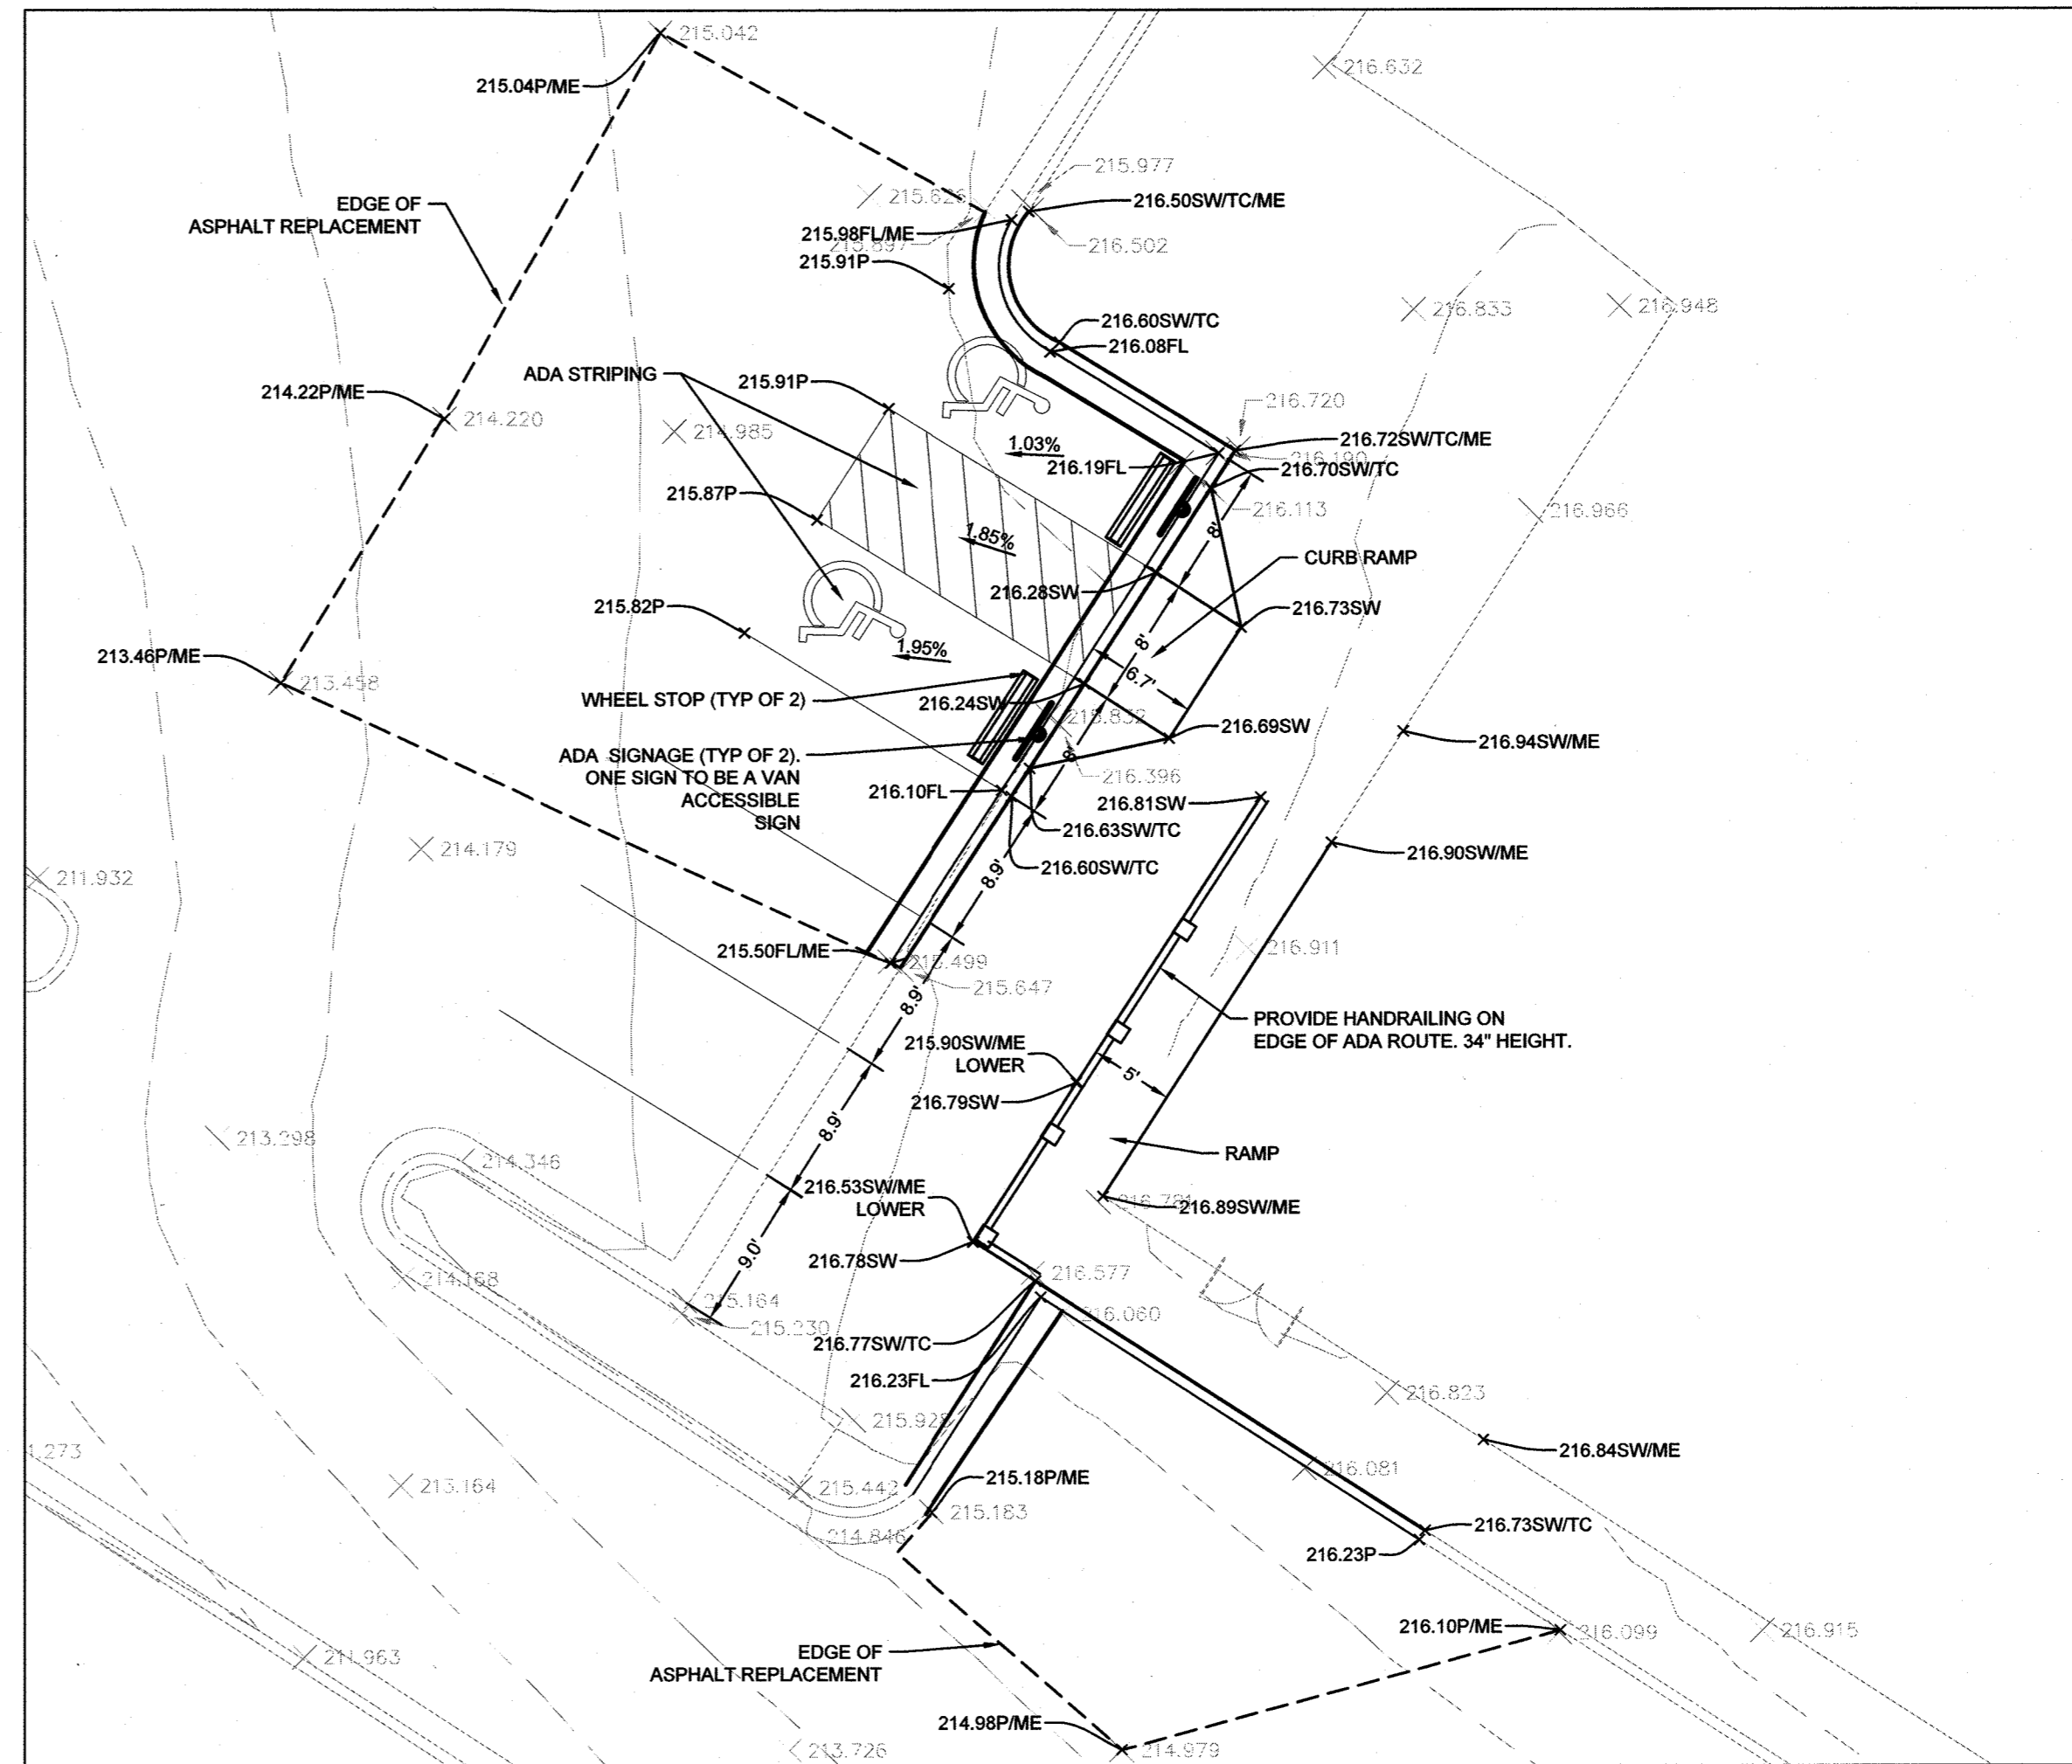 215.042
215.04P/ME
216.632
215.977
215.626
216.50SW/TC/ME
EDGE OF
ASPHALT REPLACEMENT
215.98FL/ME
215.897
216.502
215.91P
216.833
216.948
216.60SW/TC
216.08FL
ADA STRIPING
215.91P
214.22P/ME
214.220
214.985
216.720
1.03%
216.72SW/TC/ME
216.190
216.19FL
216.70SW/TC
215.87P
216.113
216.966
8'
1.85%
CURB RAMP
216.28SW
215.82P
216.73SW
8'
1.95%
213.46P/ME
213.458
6.7'
WHEEL STOP (TYP OF 2)
216.24SW
215.832
216.69SW
216.94SW/ME
ADA SIGNAGE (TYP OF 2).
ONE SIGN TO BE A VAN
ACCESSIBLE
SIGN
8'
216.396
216.10FL
216.81SW
216.63SW/TC
214.179
216.90SW/ME
216.60SW/TC
211.932
8.9'
215.50FL/ME
215.499
216.911
215.647
8.9'
PROVIDE HANDRAILING ON
EDGE OF ADA ROUTE. 34" HEIGHT.
215.90SW/ME
LOWER
5'
216.79SW
8.9'
213.298
RAMP
214.346
216.53SW/ME
LOWER
216.781
216.89SW/ME
9.0'
216.78SW
214.168
216.577
215.164
216.060
215.230
216.77SW/TC
216.23FL
216.823
215.928
216.84SW/ME
1.273
216.081
213.164
215.442
215.18P/ME
215.183
216.73SW/TC
214.846
216.23P
216.10P/ME
216.099
216.915
211.963
EDGE OF
ASPHALT REPLACEMENT
214.98P/ME
213.726
214.979